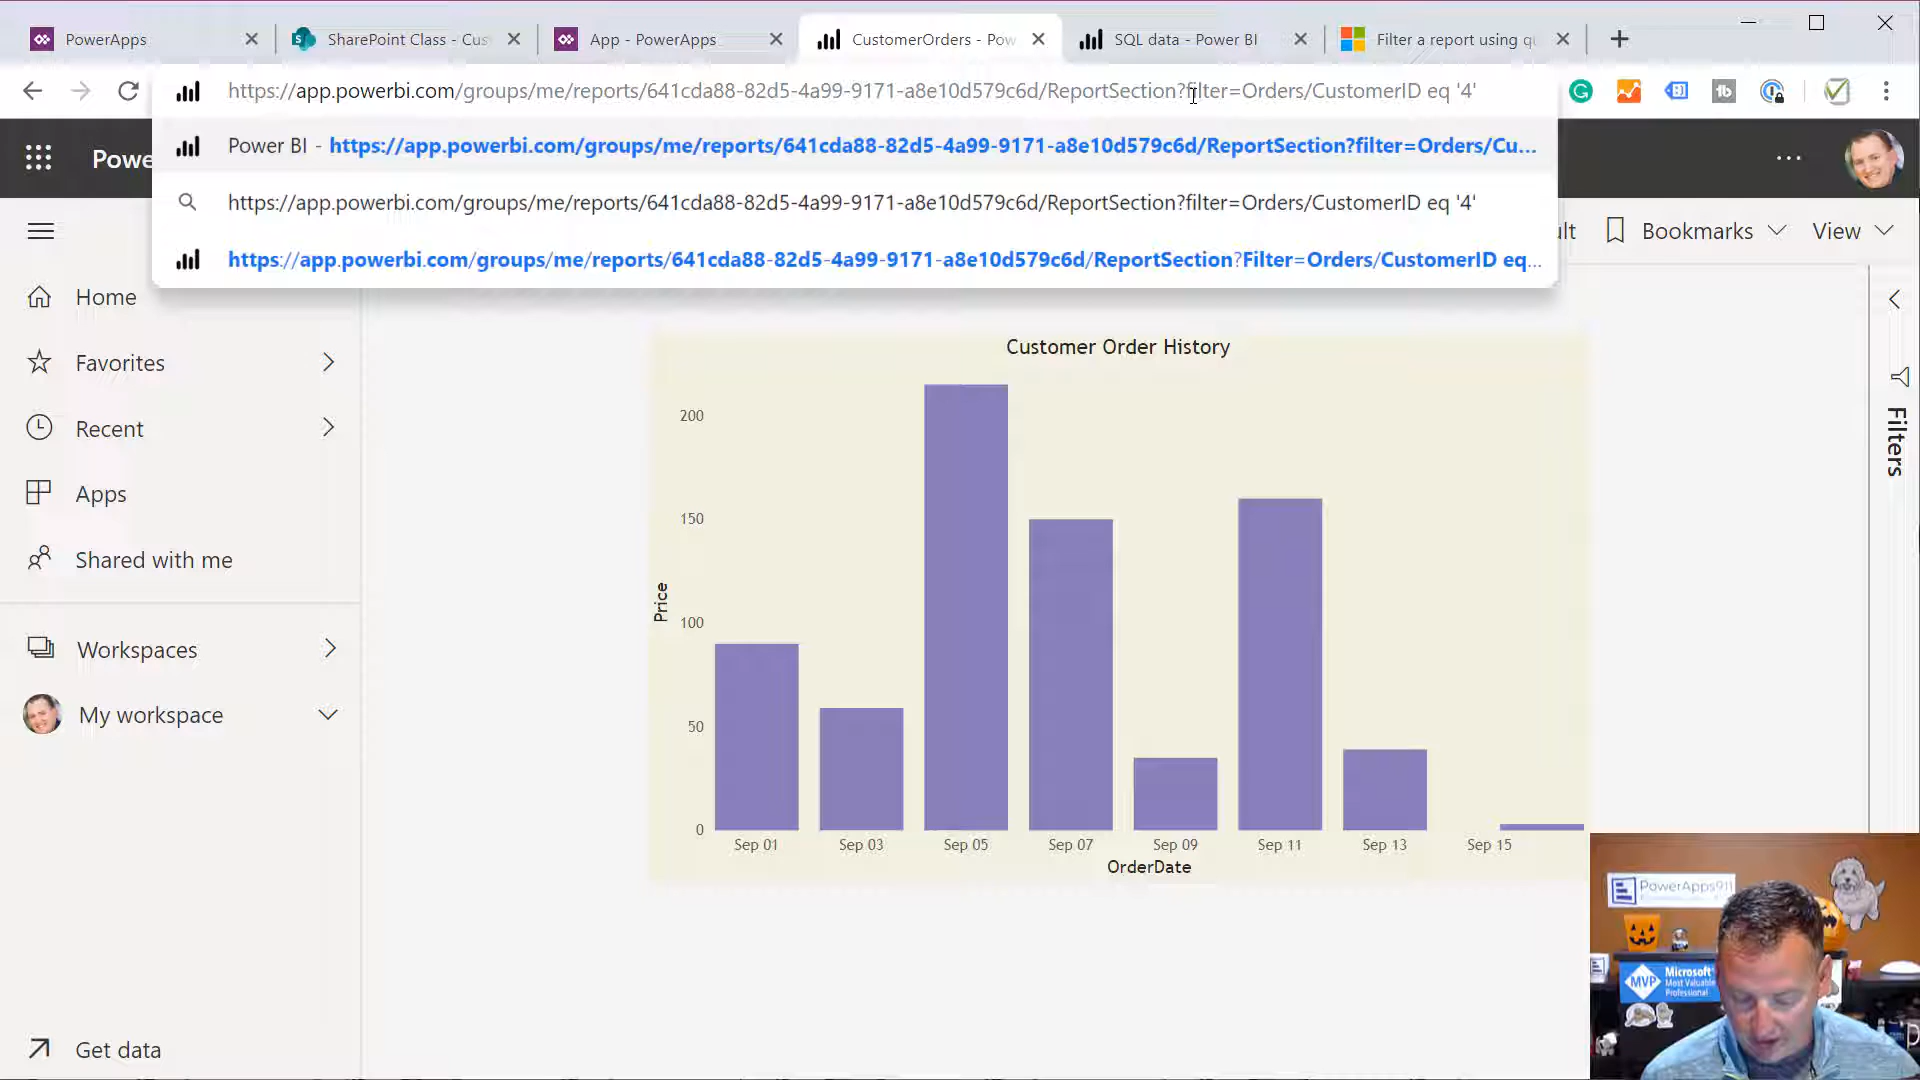 PowerApps
SharePoint Class - Cus
App - PowerApps
CustomerOrders - Pow
SQL data - Power BI
Filter a report using qu
https://app.powerbi.com/groups/me/reports/641cda88-82d5-4a99-9171-a8e10d579c6d/ReportSection?filter=Orders/CustomerID eq '4'
Power BI - https://app.powerbi.com/groups/me/reports/641cda88-82d5-4a99-9171-a8e10d579c6d/ReportSection?filter=Orders/Cu...
https://app.powerbi.com/groups/me/reports/641cda88-82d5-4a99-9171-a8e10d579c6d/ReportSection?filter=Orders/CustomerID eq '4'
https://app.powerbi.com/groups/me/reports/641cda88-82d5-4a99-9171-a8e10d579c6d/ReportSection?Filter=Orders/CustomerID eq...
Powe
ult
Bookmarks
View
Home
Favorites
Recent
Apps
Shared with me
Workspaces
My workspace
Get data
Filters
Customer Order History
Price
200
150
100
50
0
Sep 01
Sep 03
Sep 05
Sep 07
Sep 09
Sep 11
Sep 13
Sep 15
OrderDate
PowerApps911
MVP
Microsoft
Most Valuable
Professional